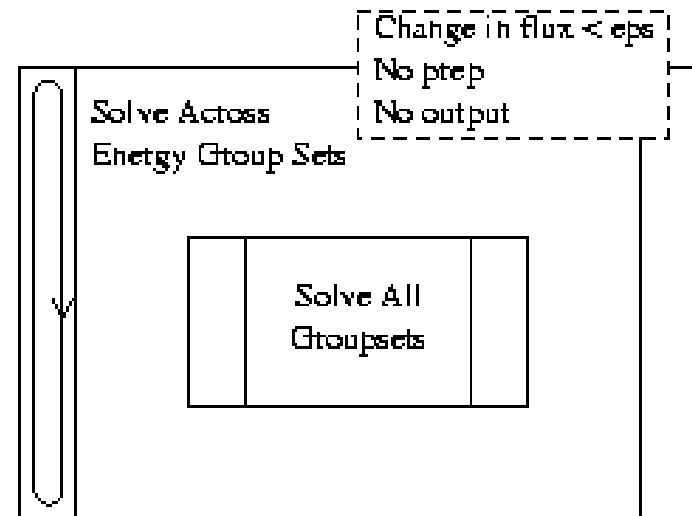 Change in flux < eps
No prep
No output
Solve Across
Energy Group Sets
Solve All
Groupsets